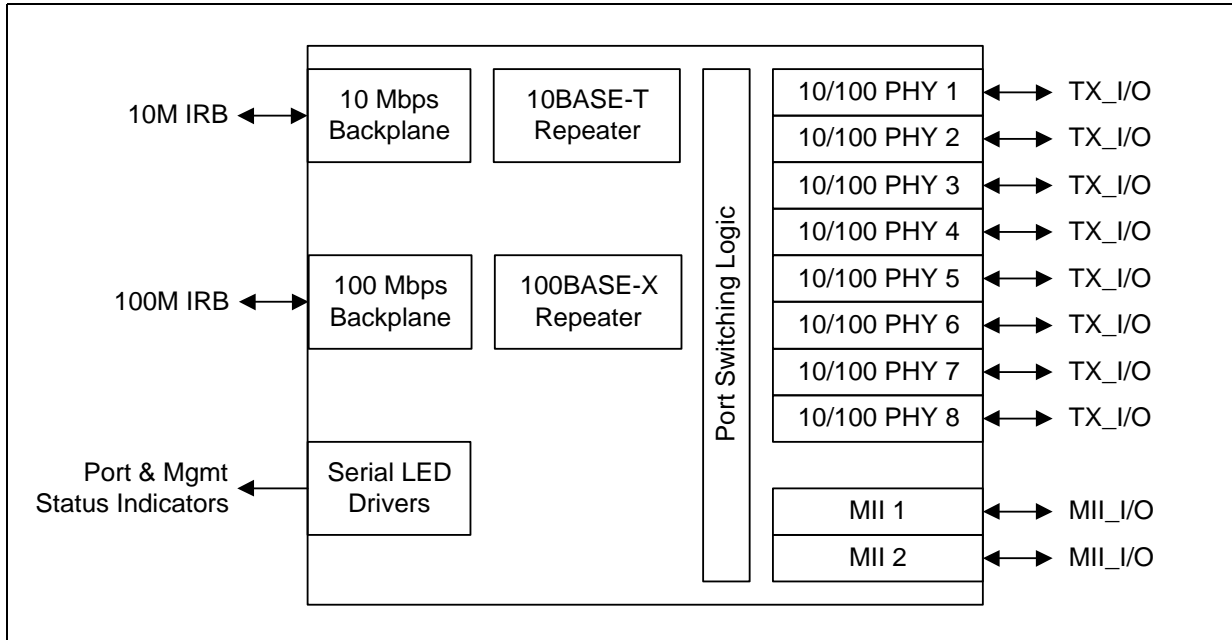 10M IRB
10 Mbps
Backplane
10BASE-T
Repeater
100M IRB
100 Mbps
Backplane
100BASE-X
Repeater
Port & Mgmt
Status Indicators
Serial LED
Drivers
Port Switching Logic
10/100 PHY 1
TX_I/O
10/100 PHY 2
TX_I/O
10/100 PHY 3
TX_I/O
10/100 PHY 4
TX_I/O
10/100 PHY 5
TX_I/O
10/100 PHY 6
TX_I/O
10/100 PHY 7
TX_I/O
10/100 PHY 8
TX_I/O
MII 1
MII_I/O
MII 2
MII_I/O